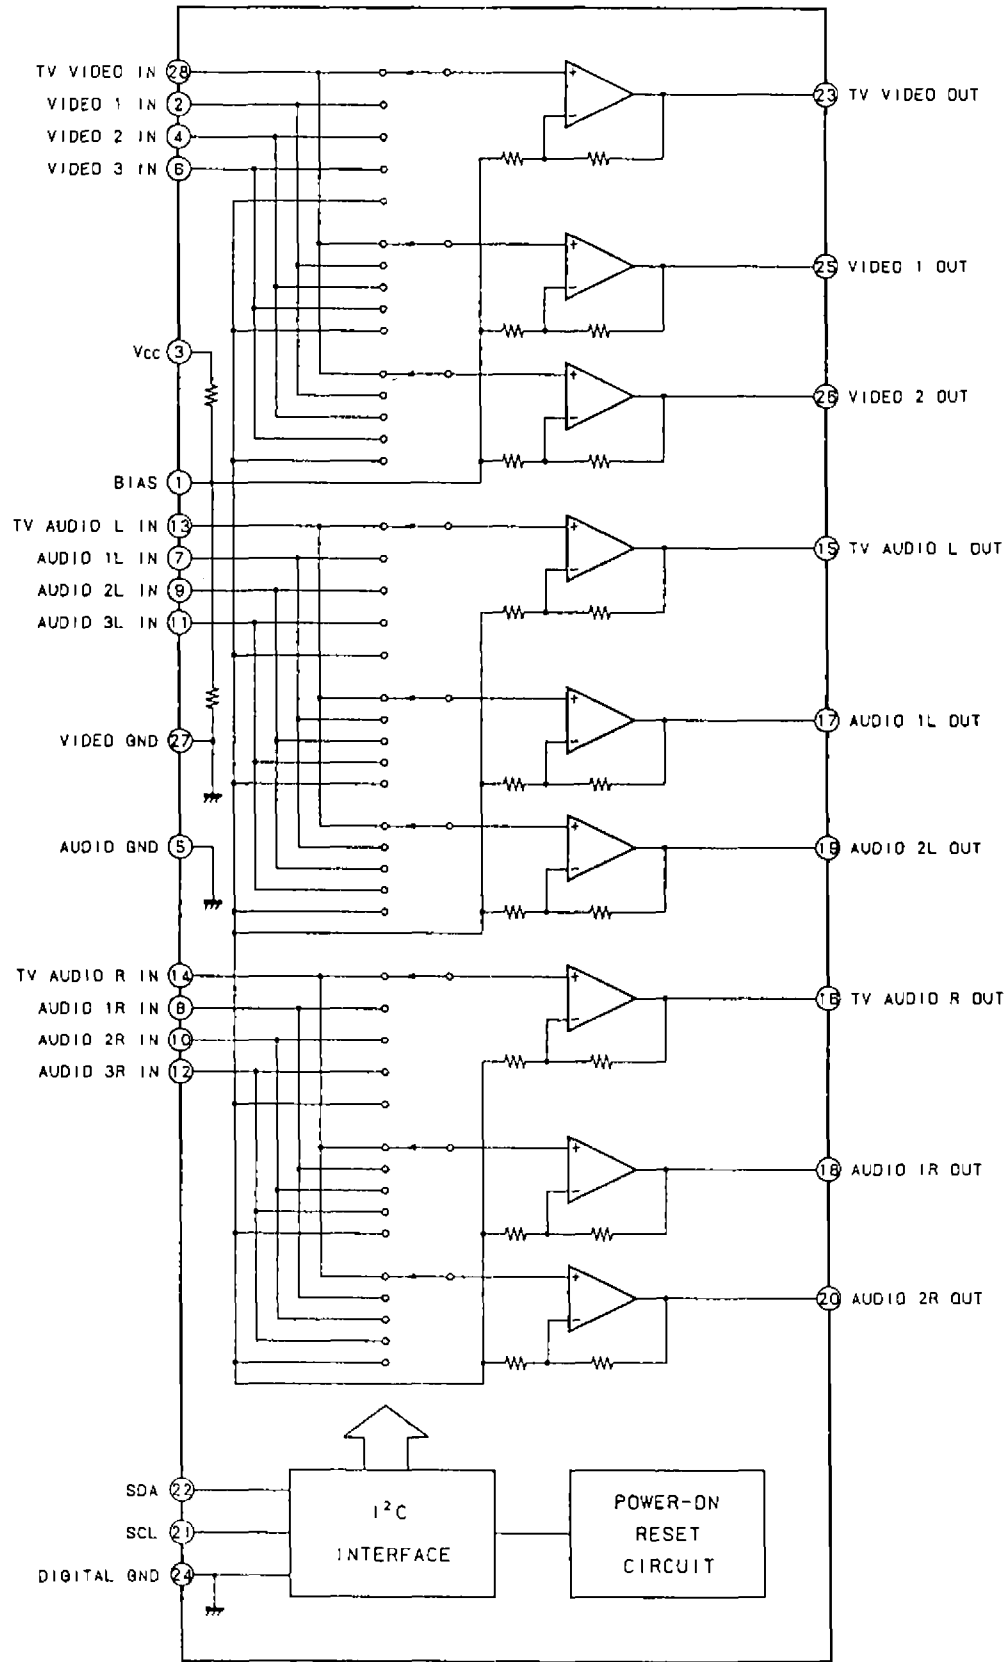 TV VIDEO IN 28
VIDEO 1 IN 2
VIDEO 2 IN 4
VIDEO 3 IN 6
Vcc 3
BIAS 1
TV AUDIO L IN 13
AUDIO 1L IN 7
AUDIO 2L IN 9
AUDIO 3L IN 11
VIDEO GND 27
AUDIO GND 5
TV AUDIO R IN 14
AUDIO 1R IN 8
AUDIO 2R IN 10
AUDIO 3R IN 12
SDA 22
SCL 21
DIGITAL GND 24
+
−
+
−
+
−
+
−
+
−
+
−
+
−
+
−
+
−
23 TV VIDEO OUT
25 VIDEO 1 OUT
26 VIDEO 2 OUT
15 TV AUDIO L OUT
17 AUDIO 1L OUT
19 AUDIO 2L OUT
16 TV AUDIO R OUT
18 AUDIO 1R OUT
20 AUDIO 2R OUT
I²C
INTERFACE
POWER-ON
RESET
CIRCUIT